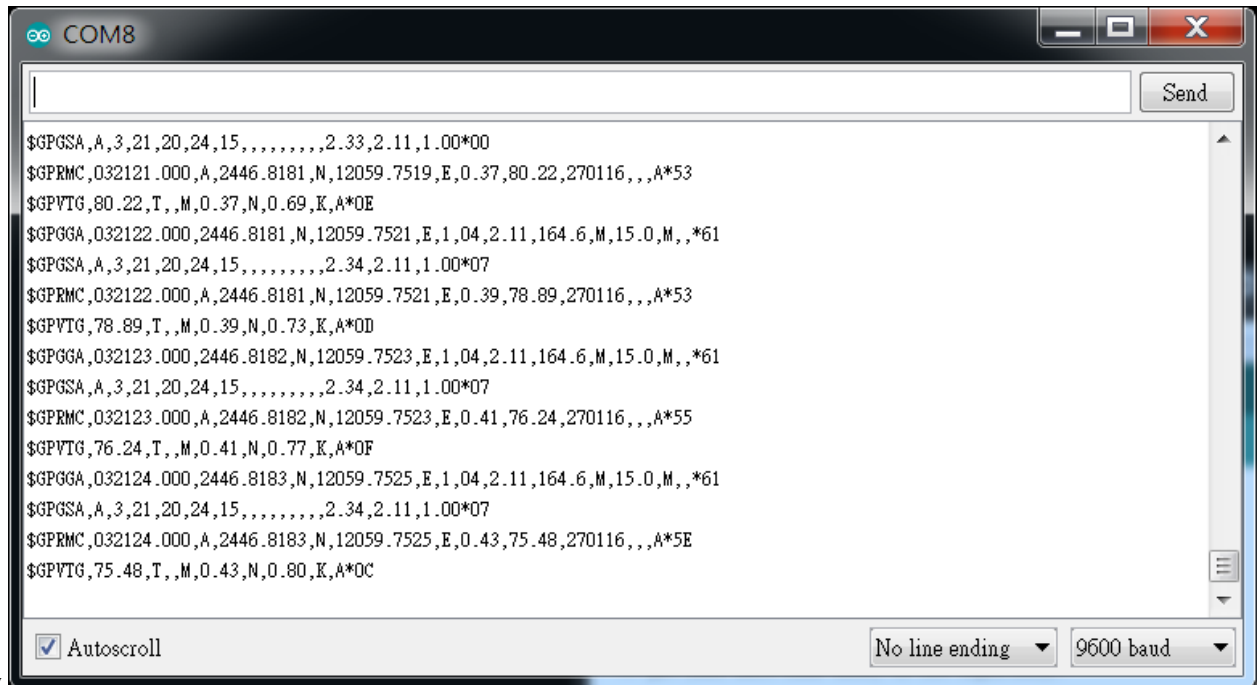 COM8
Send
$GPGSA,A,3,21,20,24,15,,,,,,,,,2.33,2.11,1.00*00
$GPRMC,032121.000,A,2446.8181,N,12059.7519,E,0.37,80.22,270116,,,A*53
$GPVTG,80.22,T,,M,0.37,N,0.69,K,A*0E
$GPGGA,032122.000,2446.8181,N,12059.7521,E,1,04,2.11,164.6,M,15.0,M,,*61
$GPGSA,A,3,21,20,24,15,,,,,,,,,2.34,2.11,1.00*07
$GPRMC,032122.000,A,2446.8181,N,12059.7521,E,0.39,78.89,270116,,,A*53
$GPVTG,78.89,T,,M,0.39,N,0.73,K,A*0D
$GPGGA,032123.000,2446.8182,N,12059.7523,E,1,04,2.11,164.6,M,15.0,M,,*61
$GPGSA,A,3,21,20,24,15,,,,,,,,,2.34,2.11,1.00*07
$GPRMC,032123.000,A,2446.8182,N,12059.7523,E,0.41,76.24,270116,,,A*55
$GPVTG,76.24,T,,M,0.41,N,0.77,K,A*0F
$GPGGA,032124.000,2446.8183,N,12059.7525,E,1,04,2.11,164.6,M,15.0,M,,*61
$GPGSA,A,3,21,20,24,15,,,,,,,,,2.34,2.11,1.00*07
$GPRMC,032124.000,A,2446.8183,N,12059.7525,E,0.43,75.48,270116,,,A*5E
$GPVTG,75.48,T,,M,0.43,N,0.80,K,A*0C
Autoscroll
No line ending
9600 baud